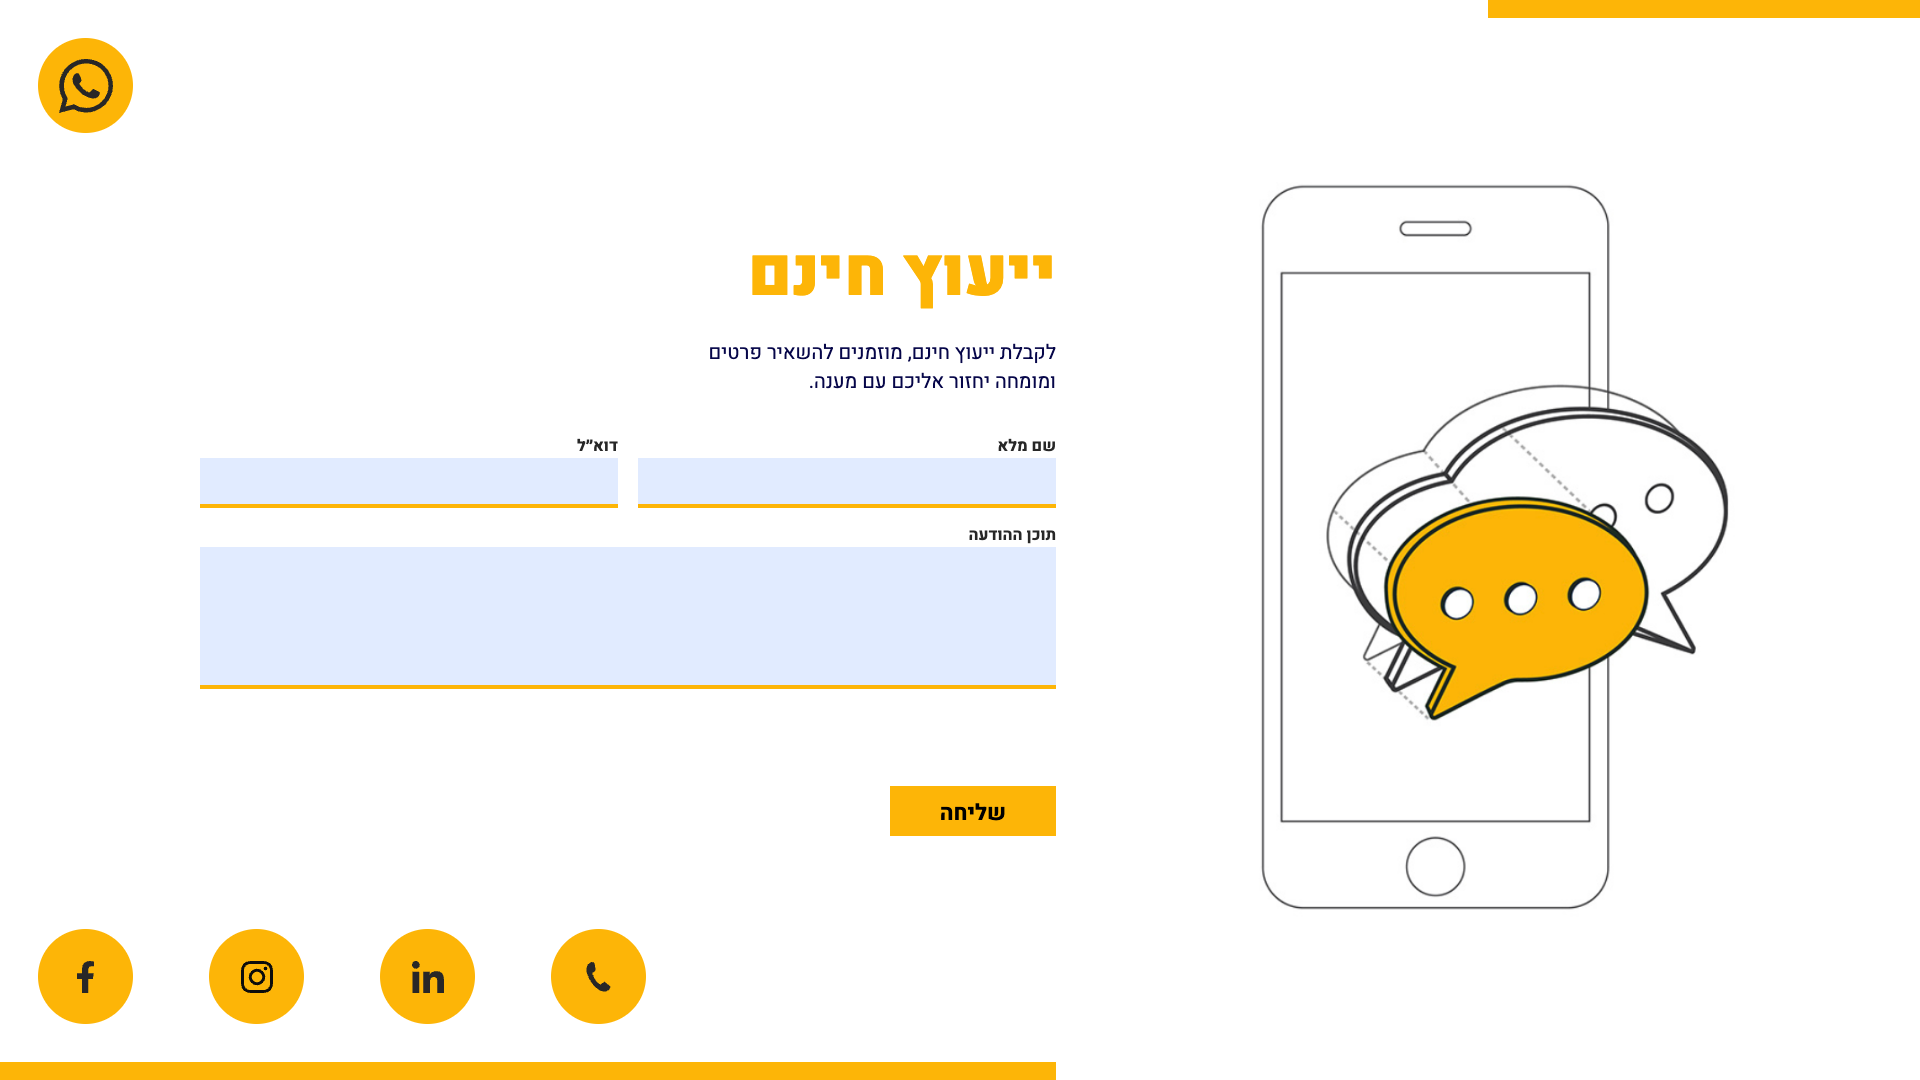 ייעוץ חינם
לקבלת ייעוץ חינם, מוזמנים להשאיר פרטים
ומומחה יחזור אליכם עם מענה.
שם מלא
דוא״ל
תוכן ההודעה
שליחה